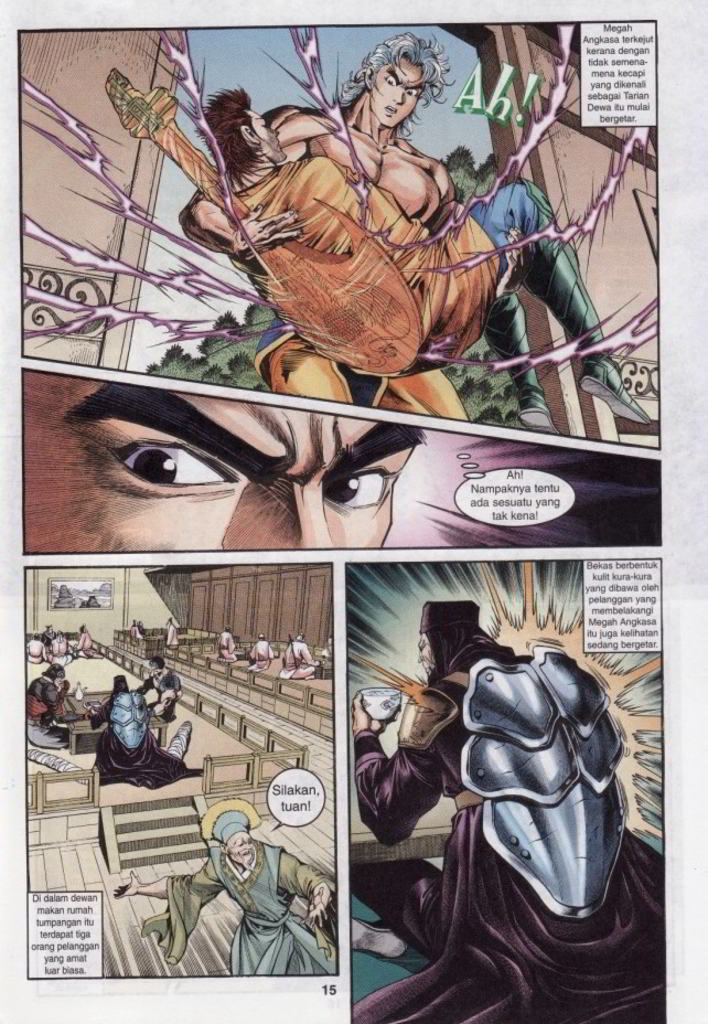 Megah
Angkasa terkejut
kerana dengan
tidak semena-
mena kecapi
yang dikenali
sebagai Tarian
Dewa itu mulai
bergetar.
Ah!
Ah!
Nampaknya tentu
ada sesuatu yang
tak kena!
Silakan,
tuan!
Di dalam dewan
makan rumah
tumpangan itu
terdapat tiga
orang pelanggan
yang amat
luar biasa.
Bekas berbentuk
kulit kura-kura
yang dibawa oleh
pelanggan yang
membelakangi
Megah Angkasa
itu juga kelihatan
sedang bergetar.
15